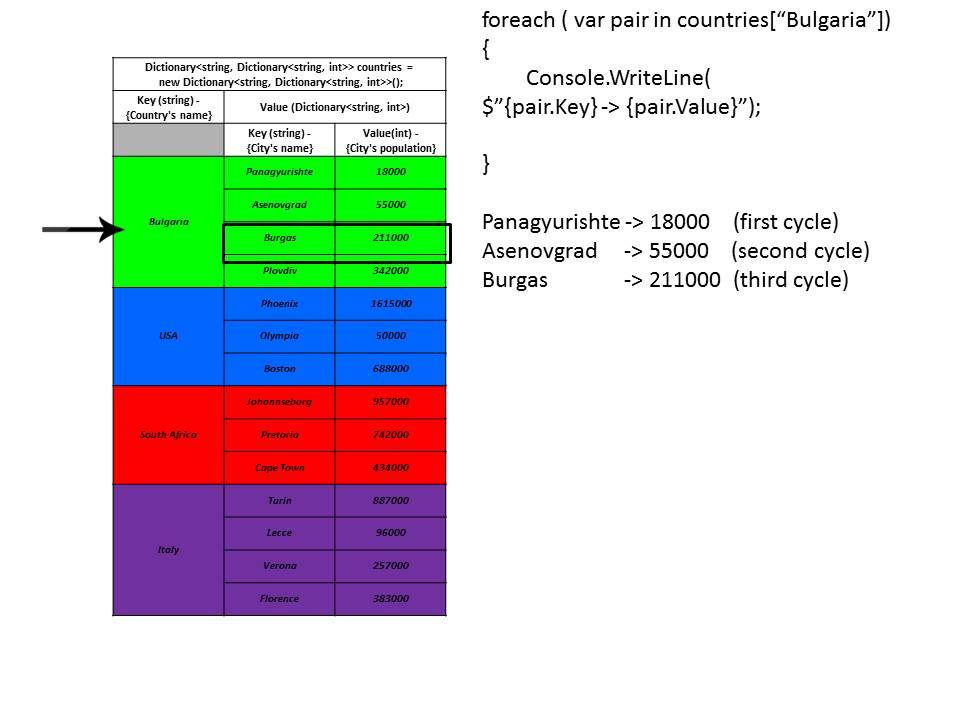 Dictionary<string, Dictionary<string, int>> countries =
new Dictionary<string, Dictionary<string, int>>();
Key (string) -
{Country's name}
Value (Dictionary<string, int>)
Key (string) -
{City's name}
Value(int) -
{City's population}
Bulgaria
Panagyurishte 18000
Asenovgrad 55000
Burgas 211000
Plovdiv 342000
USA
Phoenix 1615000
Olympia 50000
Boston 688000
South Africa
Johannseburg 957000
Pretoria 742000
Cape Town 434000
Italy
Turin 887000
Lecce 96000
Verona 257000
Florence 383000
foreach ( var pair in countries[“Bulgaria”])
{
Console.WriteLine(
$”{pair.Key} -> {pair.Value}”);
}
Panagyurishte -> 18000 (first cycle)
Asenovgrad -> 55000 (second cycle)
Burgas -> 211000 (third cycle)